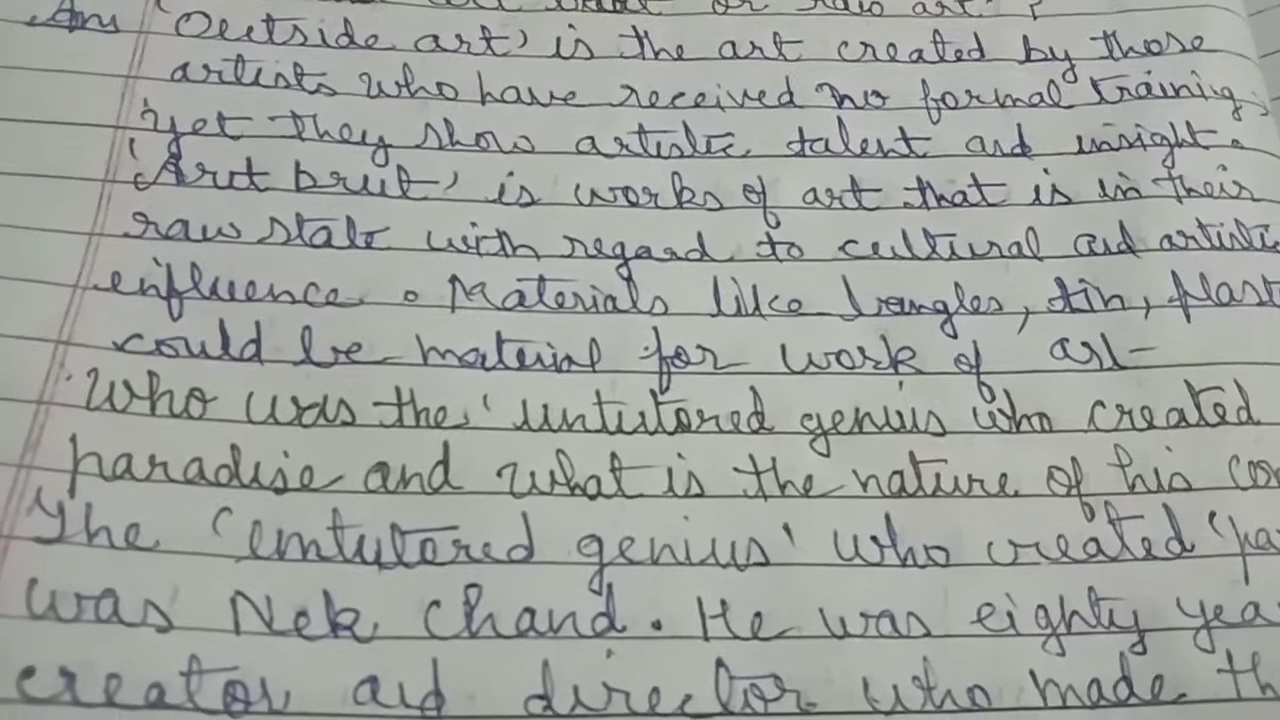 or raw art ?
Ans 'Outside art' is the art created by those
artists who have received no formal training,
yet they show artistic talent and insight.
'Art brut' is works of art that is in their
raw state with regard to cultural and artistic
influence. Materials like bangles, tin,
could be material for work of art
Who was the 'untutored genius who created
paradise and what is the nature of his
The 'untutored genius' who created
was Nek Chand. He was eighty
creator and director who made